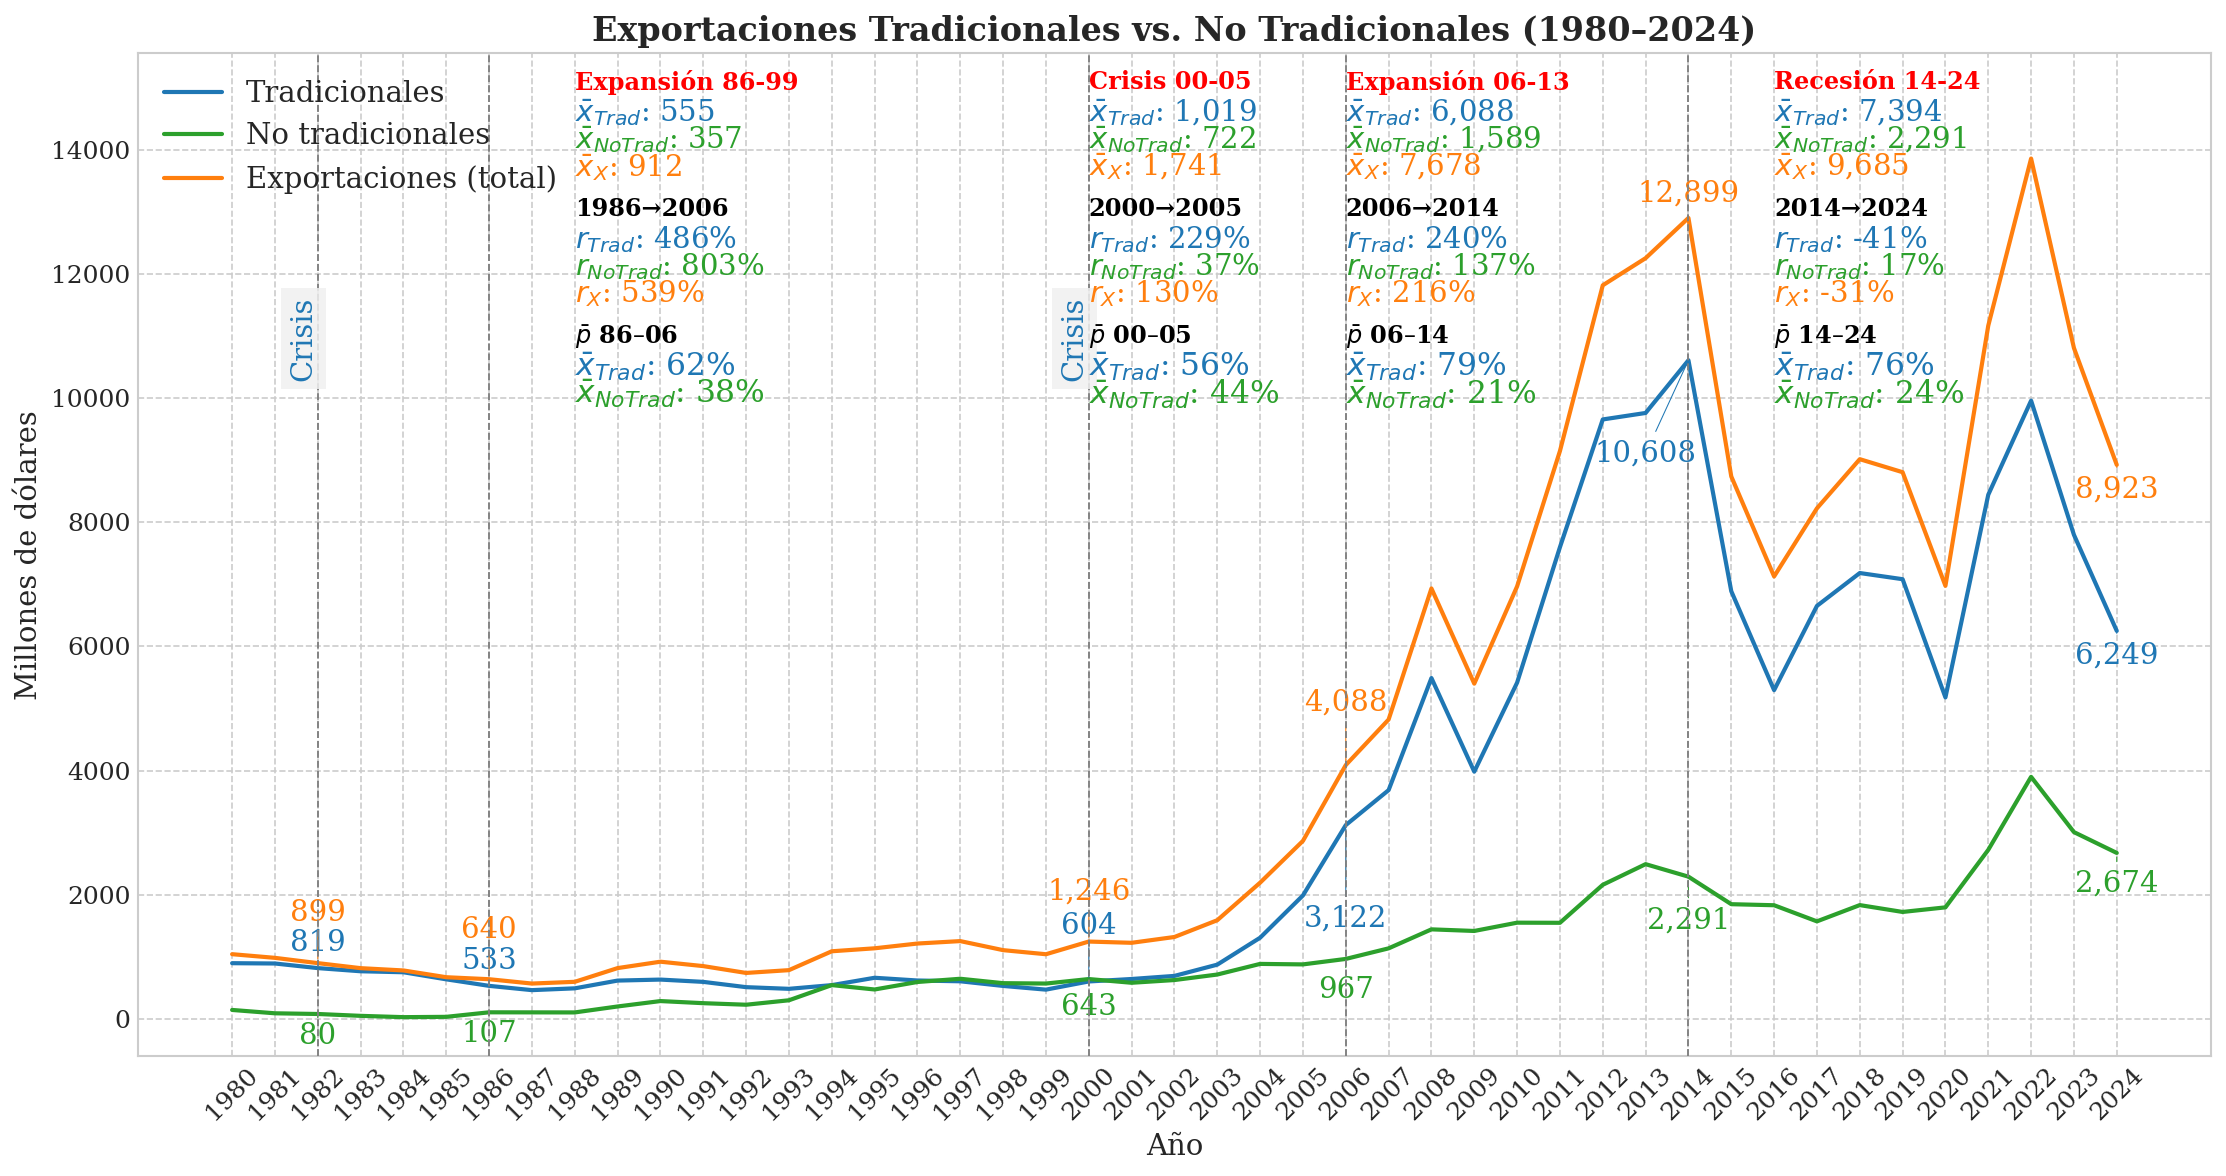 Exportaciones Tradicionales vs. No Tradicionales (1980–2024)
Tradicionales
No tradicionales
Exportaciones (total)
Expansión 86-99
x̄Trad: 555
x̄NoTrad: 357
x̄X: 912
1986→2006
rTrad: 486%
rNoTrad: 803%
rX: 539%
p̄ 86–06
x̄Trad: 62%
x̄NoTrad: 38%
Crisis 00-05
x̄Trad: 1,019
x̄NoTrad: 722
x̄X: 1,741
2000→2005
rTrad: 229%
rNoTrad: 37%
rX: 130%
p̄ 00–05
x̄Trad: 56%
x̄NoTrad: 44%
Expansión 06-13
x̄Trad: 6,088
x̄NoTrad: 1,589
x̄X: 7,678
2006→2014
rTrad: 240%
rNoTrad: 137%
rX: 216%
p̄ 06–14
x̄Trad: 79%
x̄NoTrad: 21%
Recesión 14-24
x̄Trad: 7,394
x̄NoTrad: 2,291
x̄X: 9,685
2014→2024
rTrad: -41%
rNoTrad: 17%
rX: -31%
p̄ 14–24
x̄Trad: 76%
x̄NoTrad: 24%
Crisis
Crisis
899
819
80
640
533
107
1,246
604
643
4,088
3,122
967
12,899
10,608
2,291
8,923
6,249
2,674
Millones de dólares
14000
12000
10000
8000
6000
4000
2000
0
1980 1981 1982 1983 1984 1985 1986 1987 1988 1989 1990 1991 1992 1993 1994 1995 1996 1997 1998 1999 2000 2001 2002 2003 2004 2005 2006 2007 2008 2009 2010 2011 2012 2013 2014 2015 2016 2017 2018 2019 2020 2021 2022 2023 2024
Año